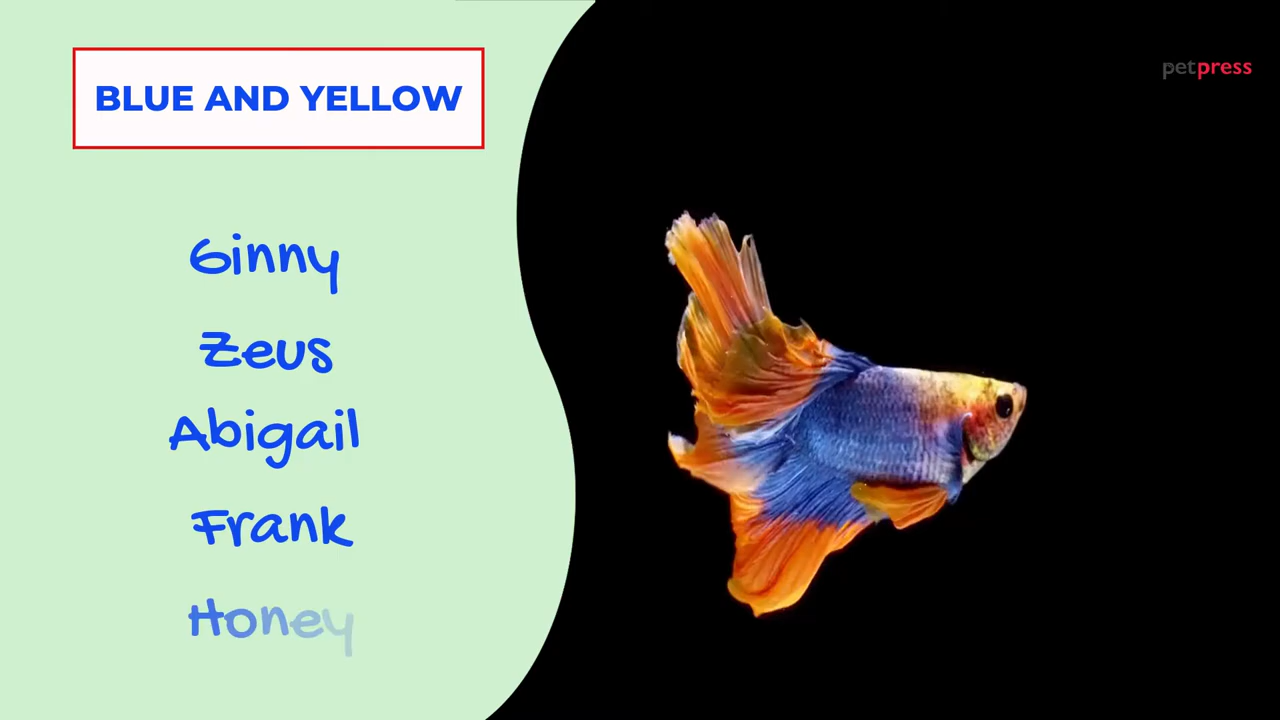 BLUE AND YELLOW
petpress
Ginny
Zeus
Abigail
Frank
Honey